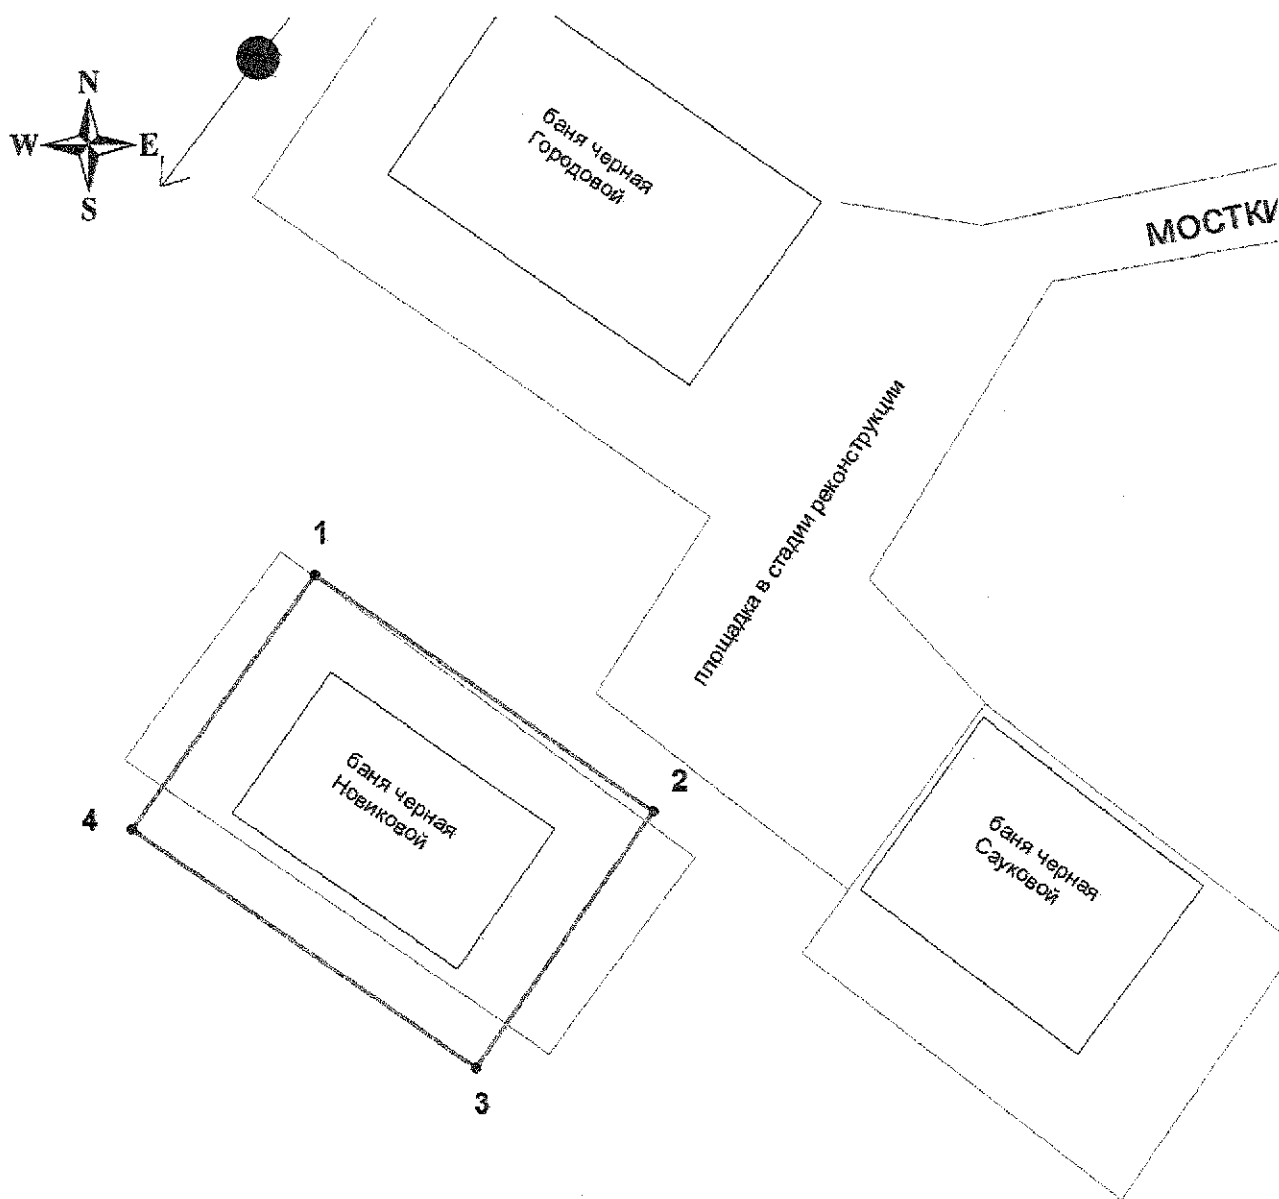 N
W E
S
баня черная
Городовой
МОСТКИ
площадка в стадии реконструкции
1
2
баня черная
Новиковой
4
баня черная
Сауковой
3